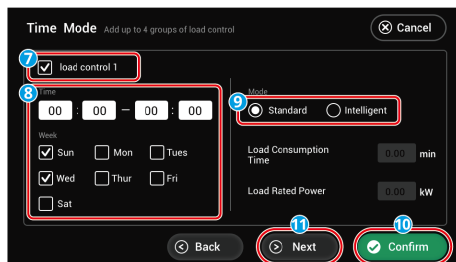 Time Mode Add up to 4 groups of load control
Cancel
7
load control 1
8
Time
00 : 00 – 00 : 00
Week
Sun Mon Tues
Wed Thur Fri
Sat
9
Mode
Standard Intelligent
Load Consumption
Time
0.00 min
Load Rated Power 0.00 kW
11
10
Back Next Confirm